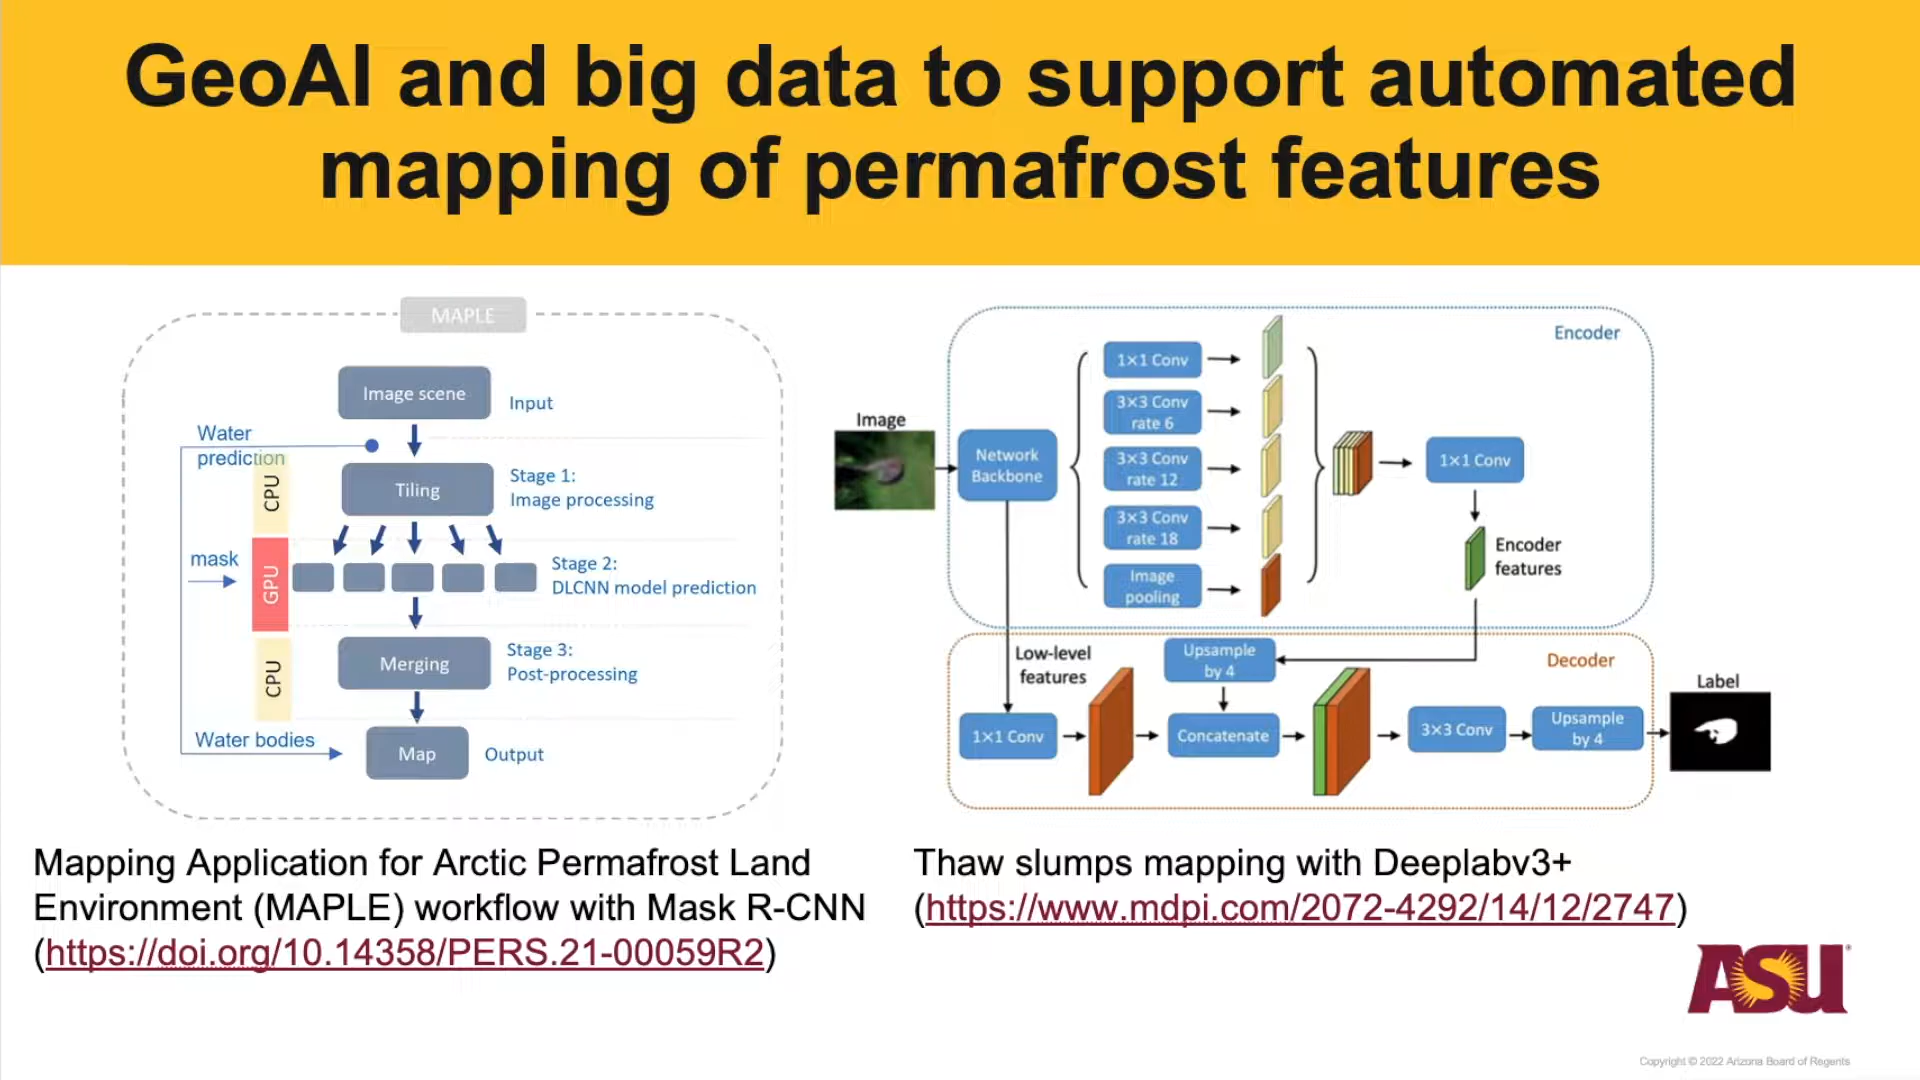 GeoAI and big data to support automated
mapping of permafrost features
MAPLE
Image scene
Input
Water
prediction
CPU
Tiling
Stage 1:
Image processing
mask
GPU
Stage 2:
DLCNN model prediction
CPU
Merging
Stage 3:
Post-processing
Water bodies
Map
Output
Mapping Application for Arctic Permafrost Land
Environment (MAPLE) workflow with Mask R-CNN
(https://doi.org/10.14358/PERS.21-00059R2)
Encoder
Image
Network
Backbone
1×1 Conv
3×3 Conv
rate 6
3×3 Conv
rate 12
3×3 Conv
rate 18
Image
pooling
1×1 Conv
Encoder
features
Decoder
Low-level
features
Upsample
by 4
1×1 Conv
Concatenate
3×3 Conv
Upsample
by 4
Label
Thaw slumps mapping with Deeplabv3+
(https://www.mdpi.com/2072-4292/14/12/2747)
ASU
Copyright © 2022 Arizona Board of Regents